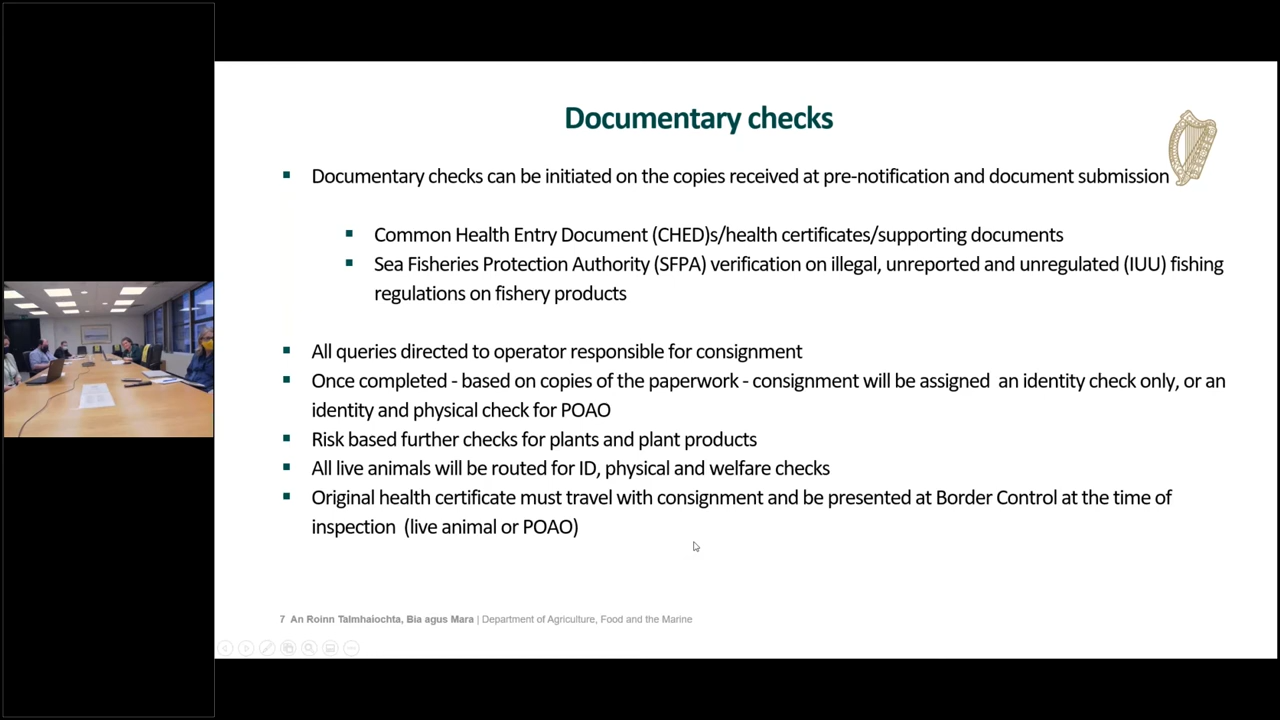 Documentary checks
Documentary checks can be initiated on the copies received at pre-notification and document submission
Common Health Entry Document (CHED)s/health certificates/supporting documents
Sea Fisheries Protection Authority (SFPA) verification on illegal, unreported and unregulated (IUU) fishing
regulations on fishery products
All queries directed to operator responsible for consignment
Once completed - based on copies of the paperwork - consignment will be assigned an identity check only, or an
identity and physical check for POAO
Risk based further checks for plants and plant products
All live animals will be routed for ID, physical and welfare checks
Original health certificate must travel with consignment and be presented at Border Control at the time of
inspection (live animal or POAO)
7 An Roinn Talmhaíochta, Bia agus Mara | Department of Agriculture, Food and the Marine